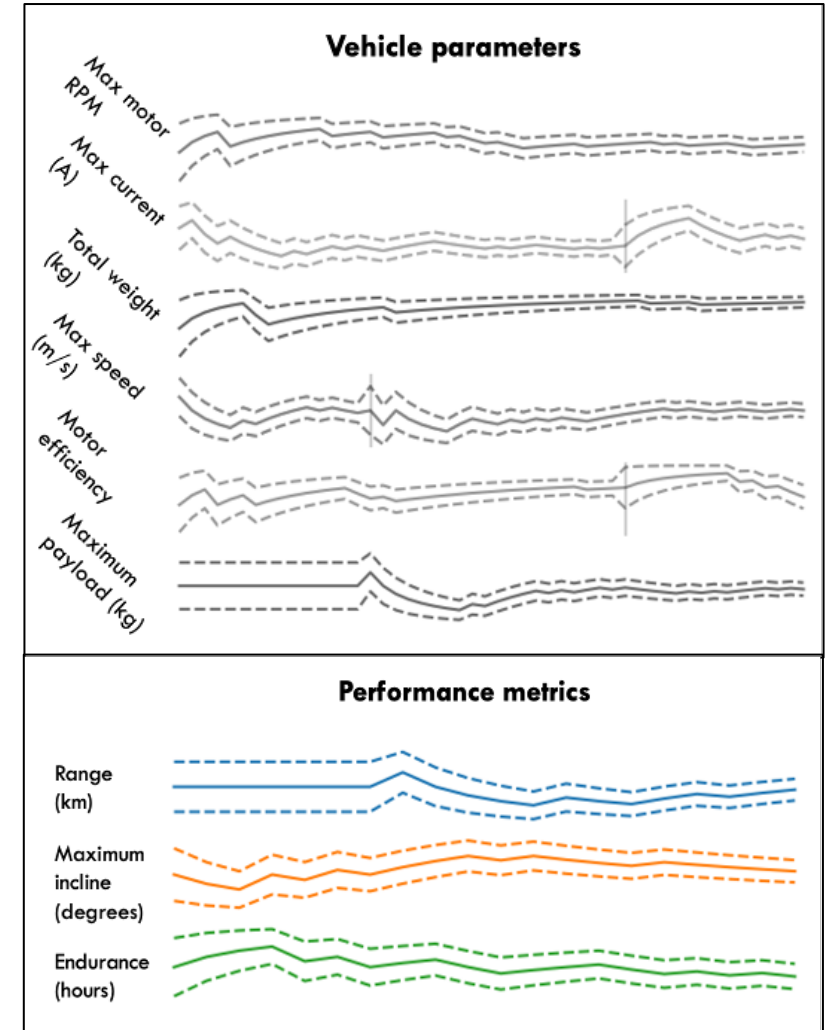 Vehicle parameters
Max motor
RPM
Max current
(A)
Total weight
(kg)
Max speed
(m/s)
Motor
efficiency
Maximum
payload (kg)
Performance metrics
Range
(km)
Maximum
incline
(degrees)
Endurance
(hours)